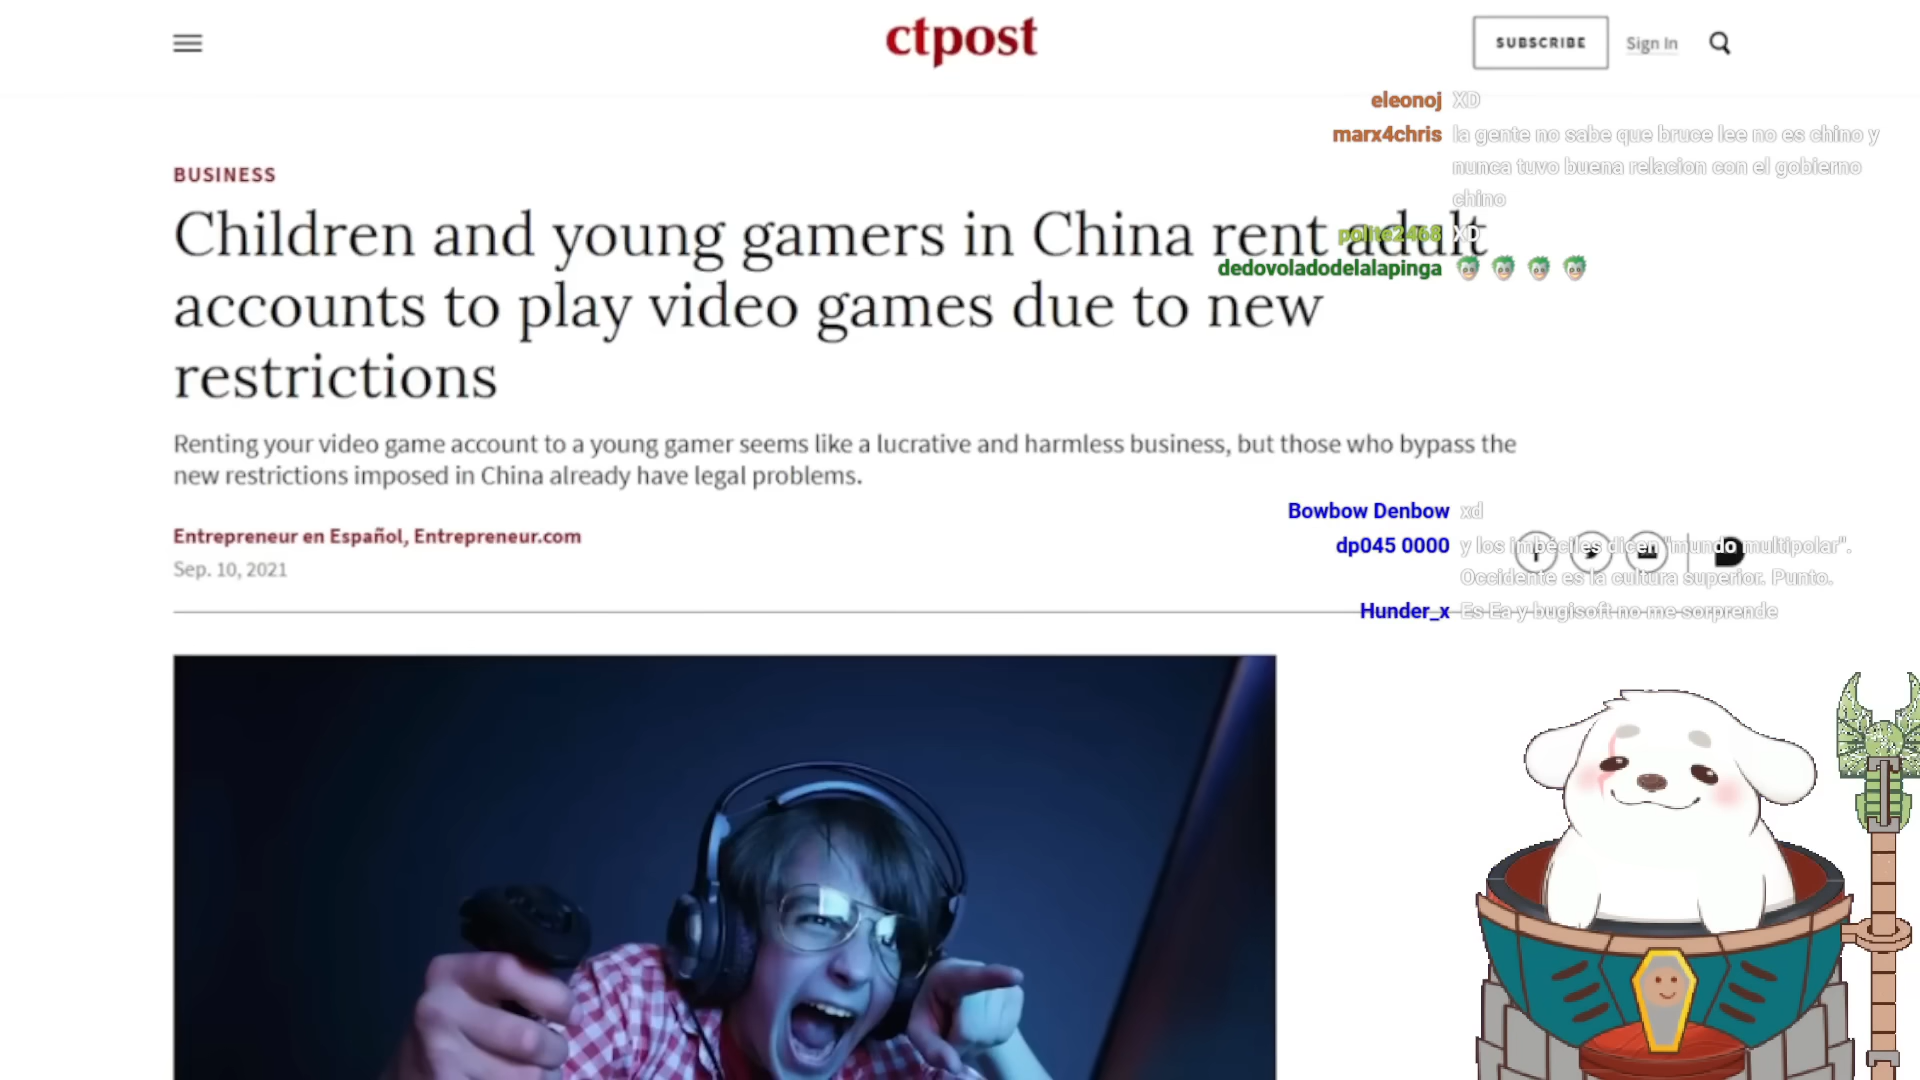 ctpost
SUBSCRIBE
Sign In
eleonoj XD
marx4chris la gente no sabe que bruce lee no es chino y
nunca tuvo buena relacion con el gobierno
chino
BUSINESS
Children and young gamers in China rent adult
polite2468 XD
dedovoladodelalapinga
accounts to play video games due to new
restrictions
Renting your video game account to a young gamer seems like a lucrative and harmless business, but those who bypass the
new restrictions imposed in China already have legal problems.
Bowbow Denbow xd
Entrepreneur en Español, Entrepreneur.com
dp045 0000 y los imbéciles dicen "mundo multipolar".
Sep. 10, 2021
Occidente es la cultura superior. Punto.
Hunder_x Es Ea y bugisoft no me sorprende